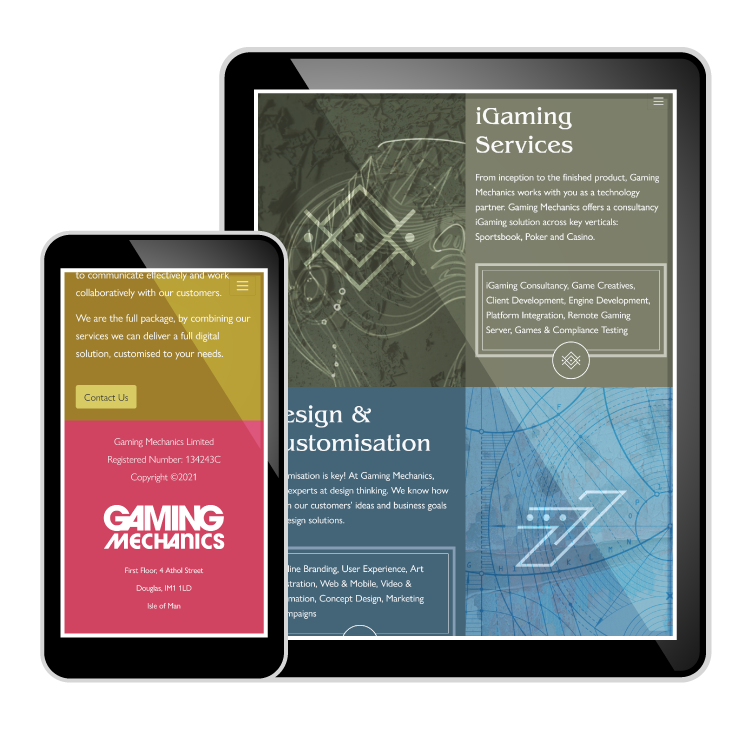 iGaming
Services
From inception to the finished product, Gaming
Mechanics works with you as a technology
partner. Gaming Mechanics offers a consultancy
iGaming solution across key verticals:
Sportsbook, Poker and Casino.
iGaming Consultancy, Game Creatives,
Client Development, Engine Development,
Platform Integration, Remote Gaming
Server, Games & Compliance Testing
esign &
ustomisation
misation is key! At Gaming Mechanics,
experts at design thinking. We know how
our customers' ideas and business goals
design solutions.
line Branding, User Experience, Art
stration, Web & Mobile, Video &
mation, Concept Design, Marketing
mpaigns
to communicate effectively and work
collaboratively with our customers.
We are the full package, by combining our
services we can deliver a full digital
solution, customised to your needs.
Contact Us
Gaming Mechanics Limited
Registered Number: 134243C
Copyright ©2021
GAMING
MECHANICS
First Floor, 4 Athol Street
Douglas, IM1 1LD
Isle of Man